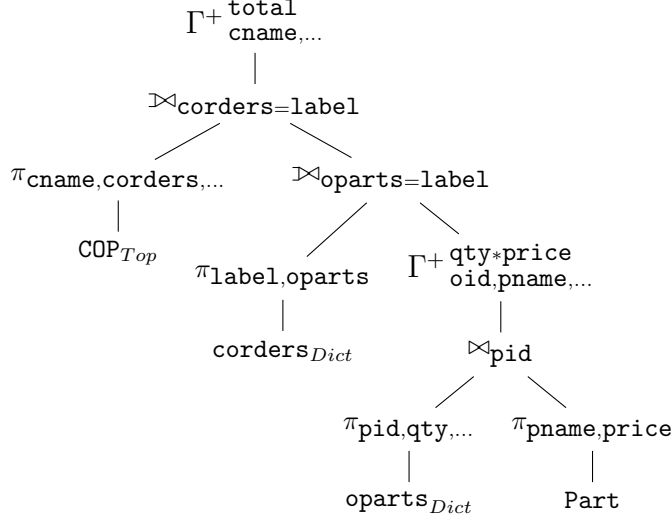 Γ+ total cname,...
⟕corders=label
πcname,corders,... ⟕oparts=label
COPTop πlabel,oparts Γ+ qty*price oid,pname,...
cordersDict ⋈pid
πpid,qty,... πpname,price
opartsDict Part